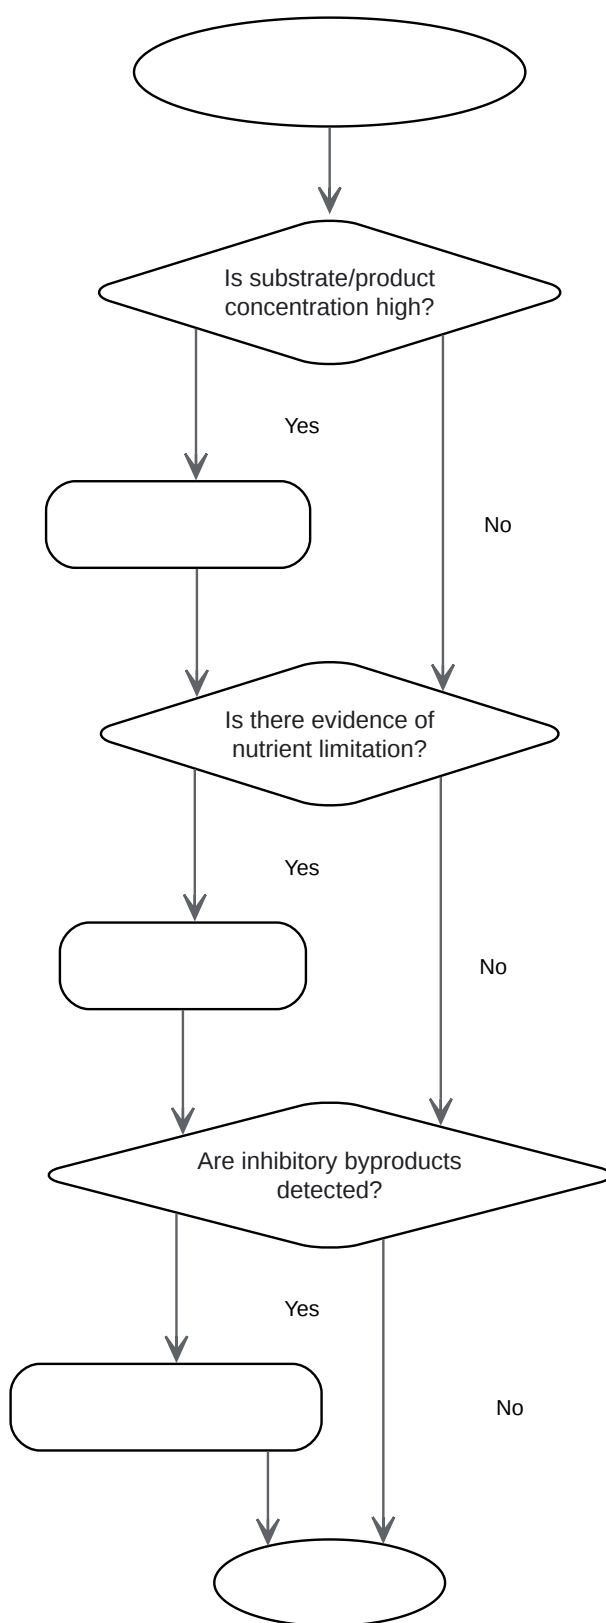 Is substrate/product
concentration high?
Yes
No
Is there evidence of
nutrient limitation?
Yes
No
Are inhibitory byproducts
detected?
Yes
No